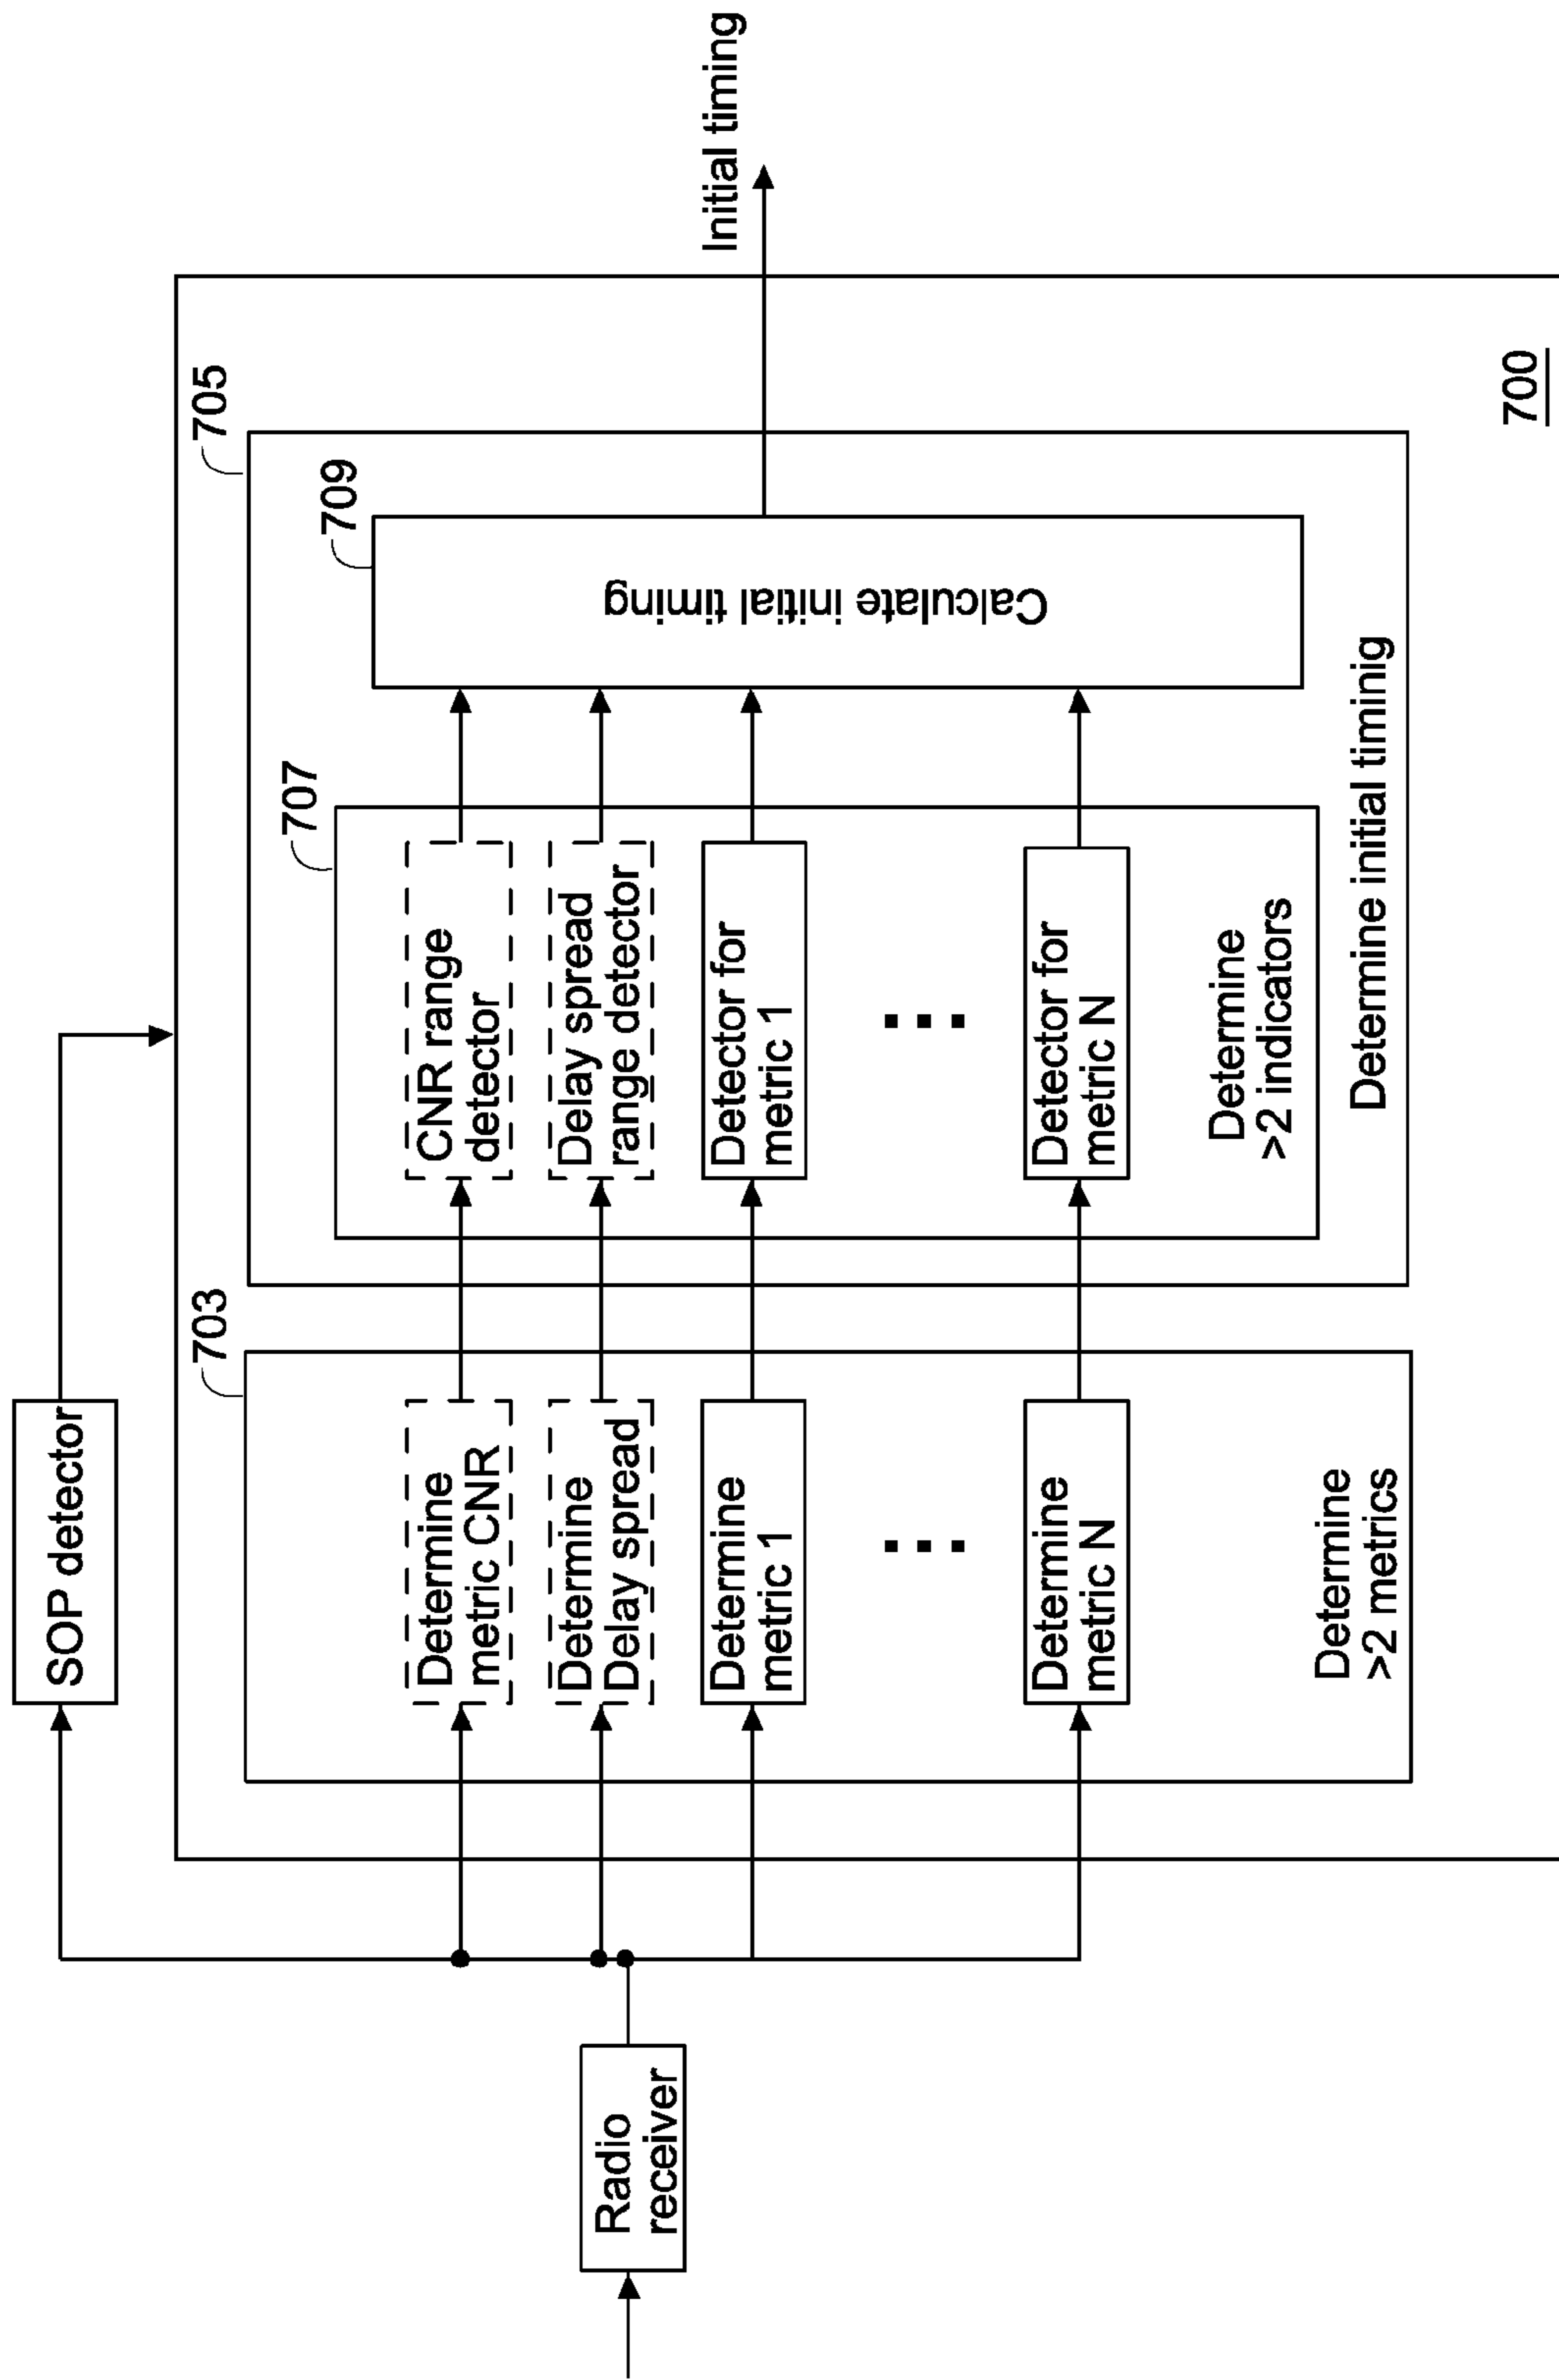 SOP detector
Radio
receiver
703
Determine
metric CNR
Determine
Delay spread
Determine
metric 1
...
Determine
metric N
Determine
>2 metrics
705
707
CNR range
detector
Delay spread
range detector
Detector for
metric 1
...
Detector for
metric N
Determine
>2 indicators
709
Calculate initial timing
Determine initial timinig
Initial timing
700